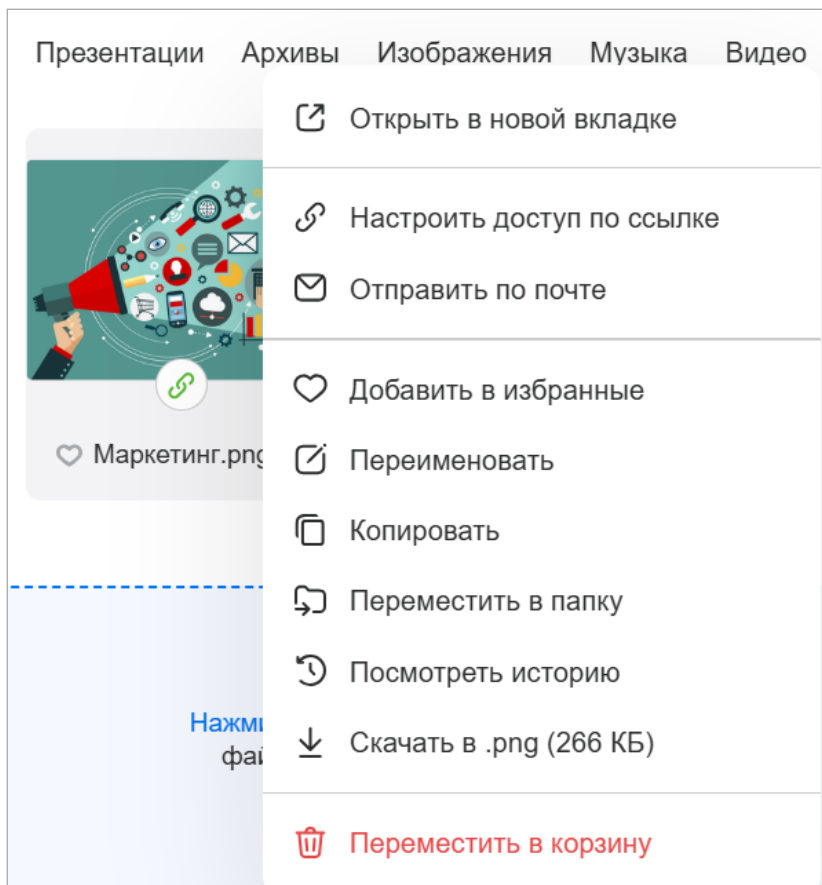 Презентации Архивы Изображения Музыка Видео
Открыть в новой вкладке
Настроить доступ по ссылке
Отправить по почте
Добавить в избранные
Маркетинг.png
Переименовать
Копировать
Переместить в папку
Посмотреть историю
Скачать в .png (266 КБ)
Переместить в корзину